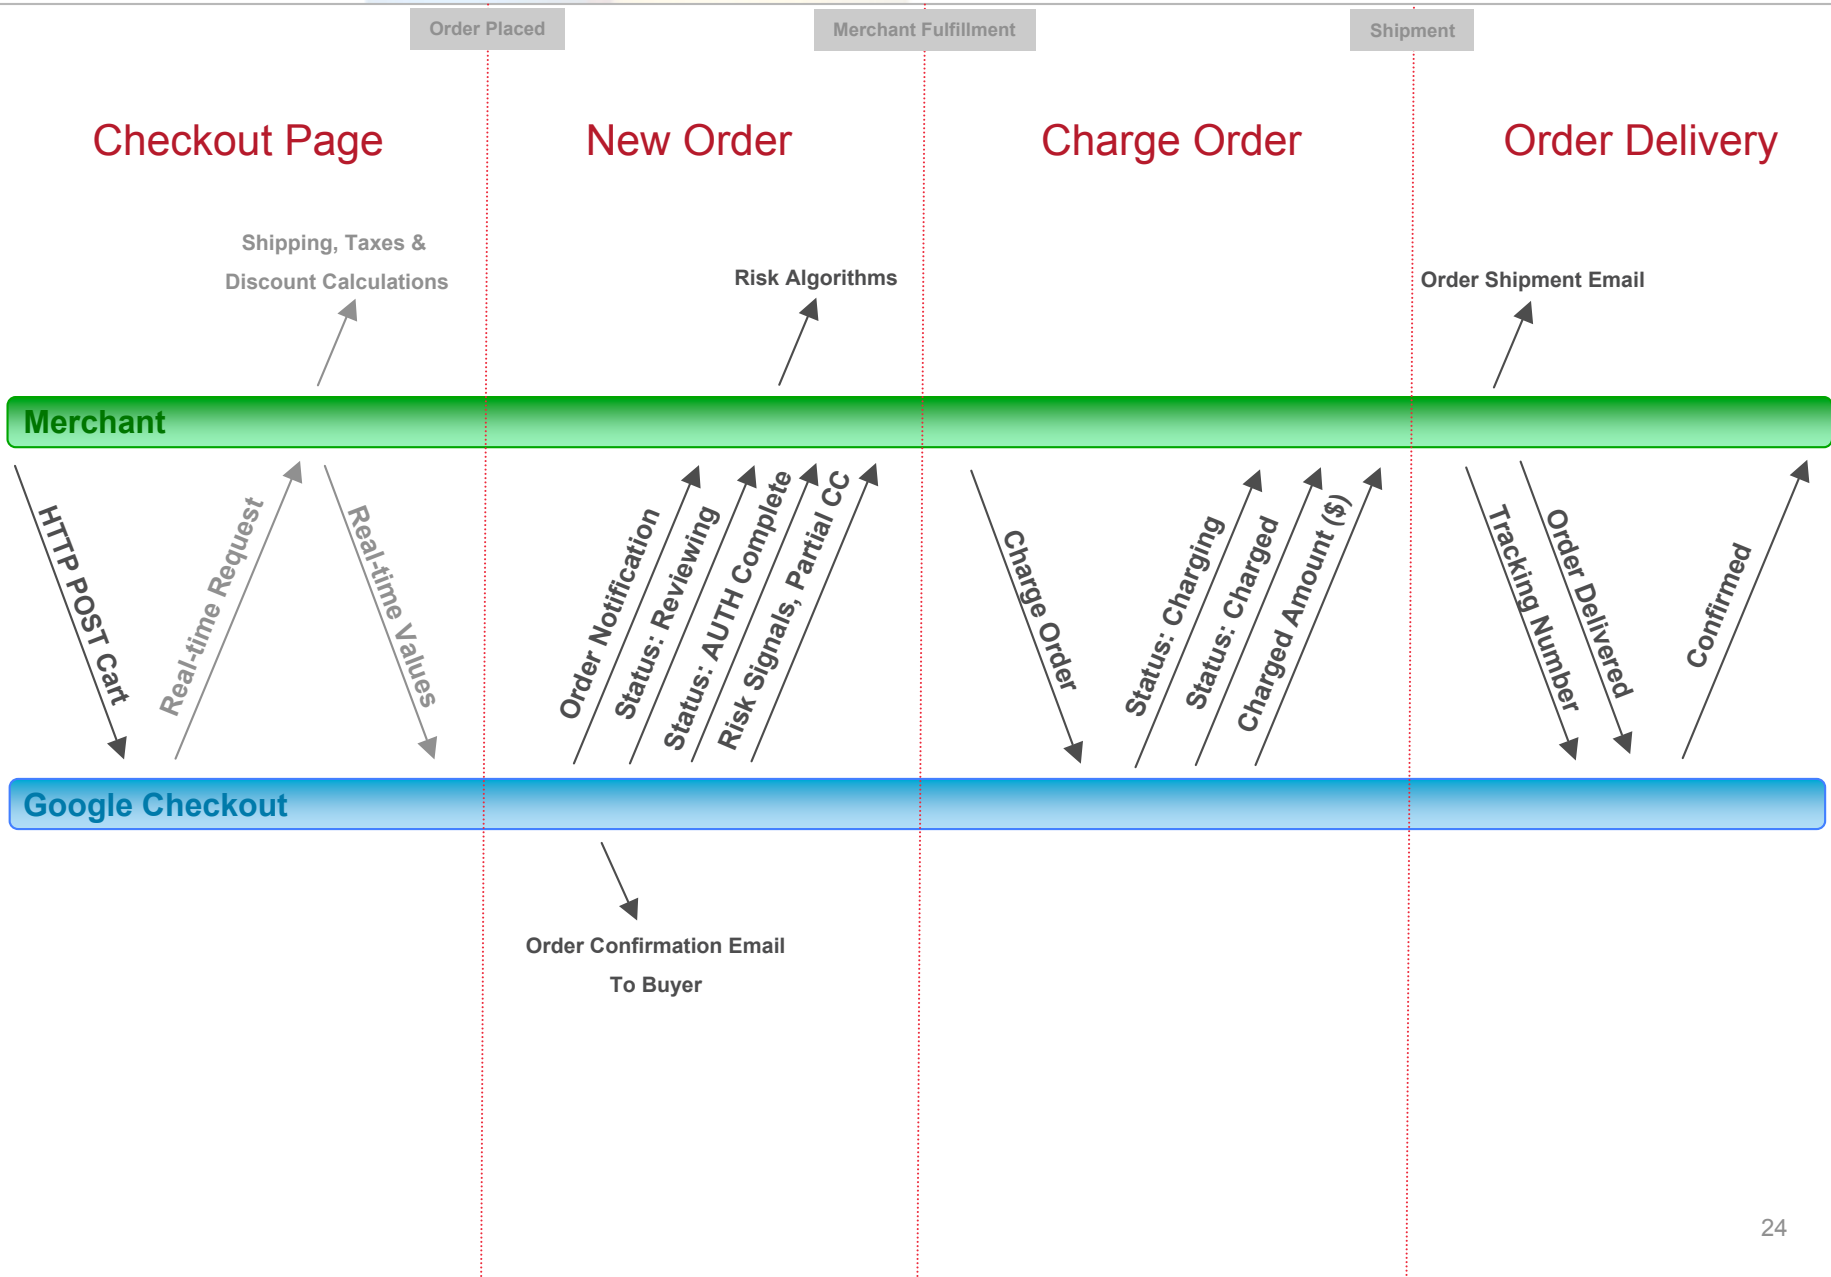 Order Placed
Merchant Fulfillment
Shipment
Checkout Page
New Order
Charge Order
Order Delivery
Shipping, Taxes &
Discount Calculations
Risk Algorithms
Order Shipment Email
Merchant
HTTP POST Cart
Real-time Request
Real-time Values
Order Notification
Status: Reviewing
Status: AUTH Complete
Risk Signals, Partial CC
Charge Order
Status: Charging
Status: Charged
Charged Amount ($)
Tracking Number
Order Delivered
Confirmed
Google Checkout
Order Confirmation Email
To Buyer
24